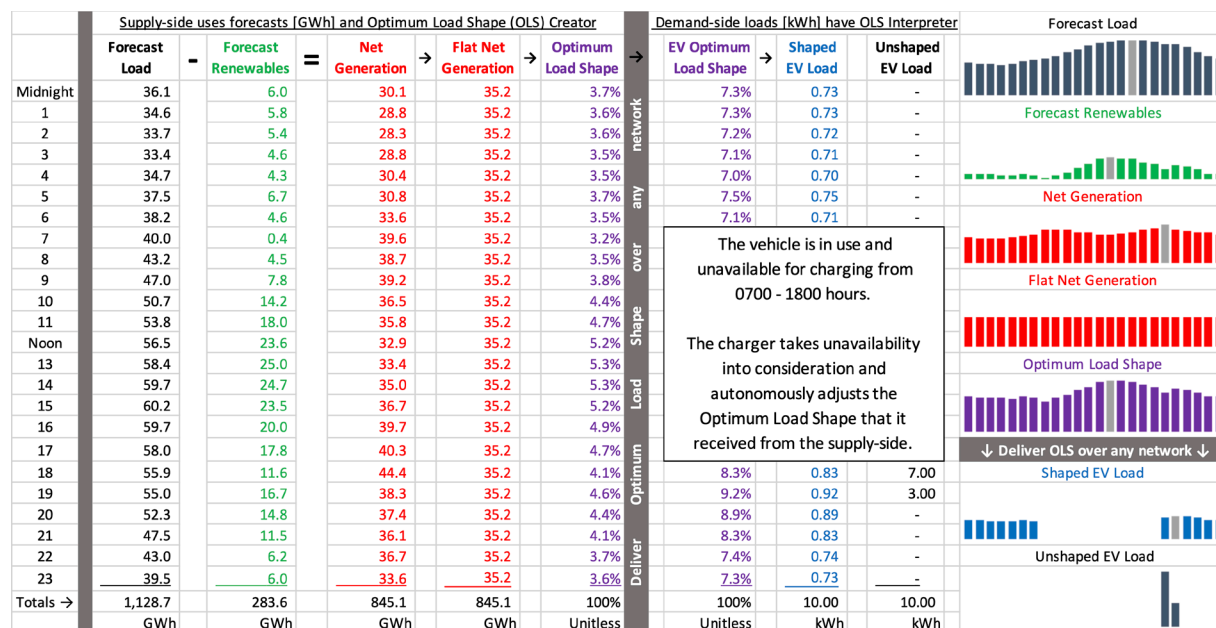 Supply-side uses forecasts [GWh] and Optimum Load Shape (OLS) Creator → Demand-side loads [kWh] have OLS Interpreter
Forecast Load - Forecast Renewables = Net Generation → Flat Net Generation → Optimum Load Shape → EV Optimum Load Shape → Shaped EV Load Unshaped EV Load
Midnight 36.1 6.0 30.1 35.2 3.7% 7.3% 0.73 -
1 34.6 5.8 28.8 35.2 3.6% 7.3% 0.73 -
2 33.7 5.4 28.3 35.2 3.6% 7.2% 0.72 -
3 33.4 4.6 28.8 35.2 3.5% 7.1% 0.71 -
4 34.7 4.3 30.4 35.2 3.5% 7.0% 0.70 -
5 37.5 6.7 30.8 35.2 3.7% 7.5% 0.75 -
6 38.2 4.6 33.6 35.2 3.5% 7.1% 0.71 -
7 40.0 0.4 39.6 35.2 3.2%
8 43.2 4.5 38.7 35.2 3.5%
9 47.0 7.8 39.2 35.2 3.8%
10 50.7 14.2 36.5 35.2 4.4%
11 53.8 18.0 35.8 35.2 4.7%
Noon 56.5 23.6 32.9 35.2 5.2%
13 58.4 25.0 33.4 35.2 5.3%
14 59.7 24.7 35.0 35.2 5.3%
15 60.2 23.5 36.7 35.2 5.2%
16 59.7 20.0 39.7 35.2 4.9%
17 58.0 17.8 40.3 35.2 4.7%
18 55.9 11.6 44.4 35.2 4.1% 8.3% 0.83 7.00
19 55.0 16.7 38.3 35.2 4.6% 9.2% 0.92 3.00
20 52.3 14.8 37.4 35.2 4.4% 8.9% 0.89 -
21 47.5 11.5 36.1 35.2 4.1% 8.3% 0.83 -
22 43.0 6.2 36.7 35.2 3.7% 7.4% 0.74 -
23 39.5 6.0 33.6 35.2 3.6% 7.3% 0.73 -
Totals → 1,128.7 283.6 845.1 845.1 100% 100% 10.00 10.00
GWh GWh GWh GWh Unitless Unitless kWh kWh
Deliver Optimum Load Shape over any network
The vehicle is in use and
unavailable for charging from
0700 - 1800 hours.
The charger takes unavailability
into consideration and
autonomously adjusts the
Optimum Load Shape that it
received from the supply-side.
Forecast Load
Forecast Renewables
Net Generation
Flat Net Generation
Optimum Load Shape
↓ Deliver OLS over any network ↓
Shaped EV Load
Unshaped EV Load